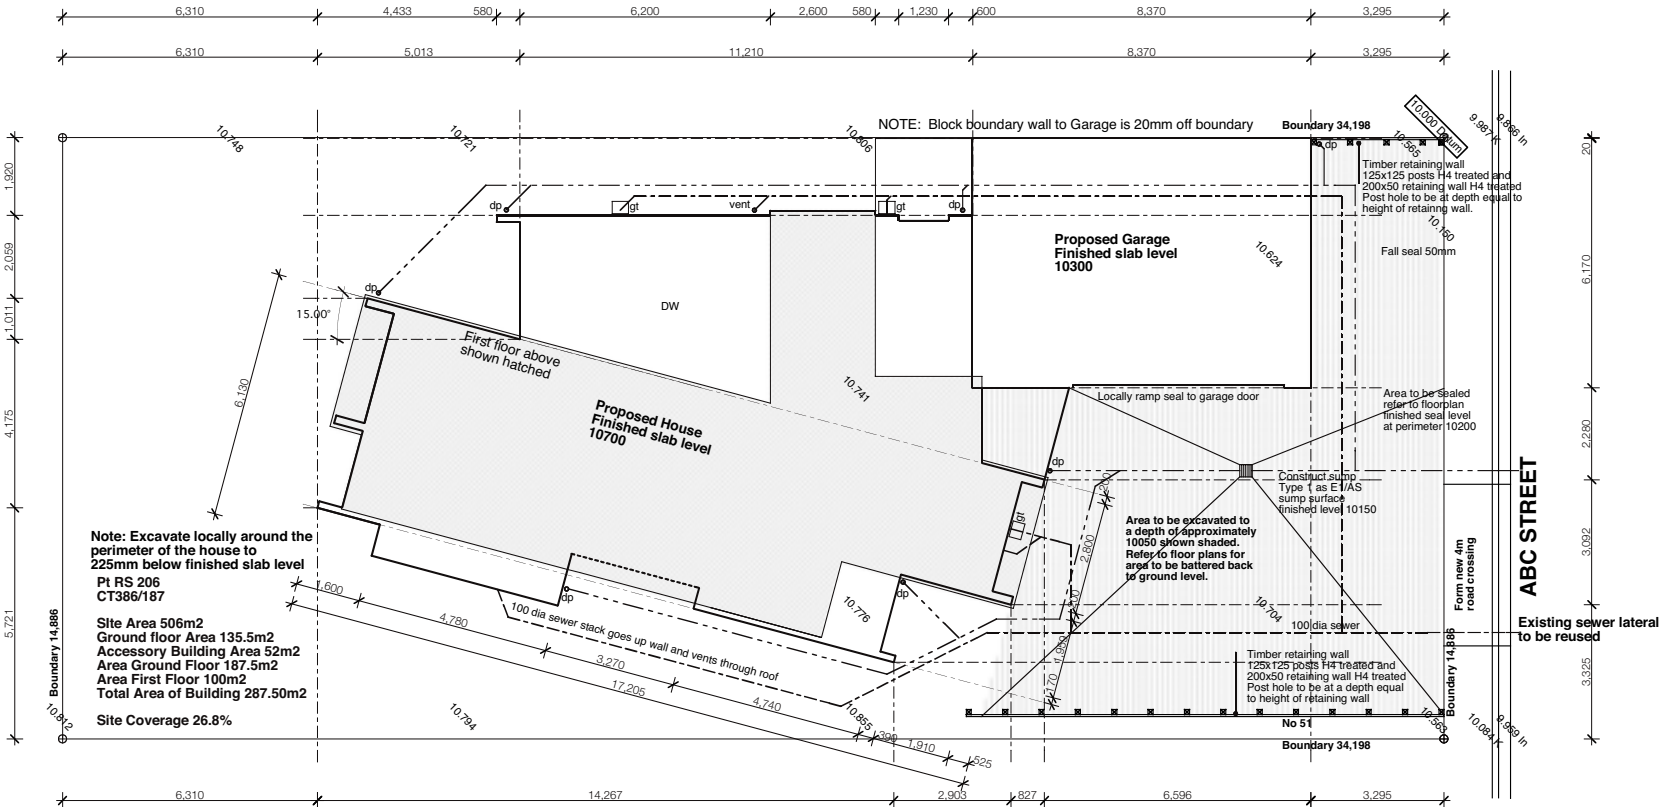 6,310
4,433
580
6,200
2,600
580
1,230
600
8,370
3,295
6,310
5,013
11,210
8,370
3,295
NOTE: Block boundary wall to Garage is 20mm off boundary
Boundary 34,198
10.000 Datum
9.987 K
9.866 In
10.748
10.721
10.806
10.565
dp
Timber retaining wall
125x125 posts H4 treated and
200x50 retaining wall H4 treated
Post hole to be at depth equal to
height of retaining wall.
10.150
Fall seal 50mm
dp
gt
vent
gt
dp
Proposed Garage
Finished slab level
10300
10.624
DW
dp
15.00°
First floor above
shown hatched
10.741
Proposed House
Finished slab level
10700
Locally ramp seal to garage door
Area to be sealed
refer to floorplan
finished seal level
at perimeter 10200
dp
Construct sump
Type 1 as E1/AS
sump surface
finished level 10150
Area to be excavated to
a depth of approximately
10050 shown shaded.
Refer to floor plans for
area to be battered back
to ground level.
gt
200
2,800
200
1,950
170
Form new 4m
road crossing
ABC STREET
10.704
100 dia sewer
Existing sewer lateral
to be reused
Timber retaining wall
125x125 posts H4 treated and
200x50 retaining wall H4 treated
Post hole to be at a depth equal
to height of retaining wall
Boundary 14,886
No 51
Boundary 34,198
10.563
10.084 K
9.959 In
Note: Excavate locally around the
perimeter of the house to
225mm below finished slab level
Pt RS 206
CT386/187
SIte Area 506m2
Ground floor Area 135.5m2
Accessory Building Area 52m2
Area Ground Floor 187.5m2
Area First Floor 100m2
Total Area of Building 287.50m2
Site Coverage 26.8%
Boundary 14,886
10.812
10.794
10.855
10.776
dp
dp
100 dia sewer stack goes up wall and vents through roof
6,130
1,600
4,780
3,270
17,205
4,740
390
1,910
525
1,920
2,059
1,011
4,175
5,721
20
6,170
2,280
3,092
3,325
6,310
14,267
2,903
827
6,596
3,295